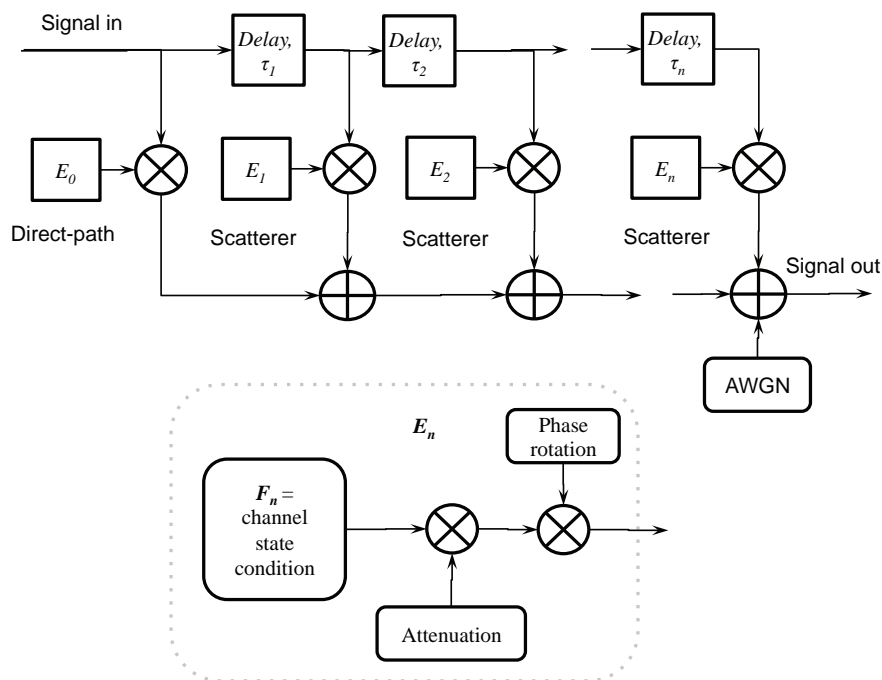 Signal in
Delay,
τ1
Delay,
τ2
Delay,
τn
E0
E1
E2
En
Direct-path
Scatterer
Scatterer
Scatterer
Signal out
AWGN
En
Phase
rotation
Fn =
channel
state
condition
Attenuation